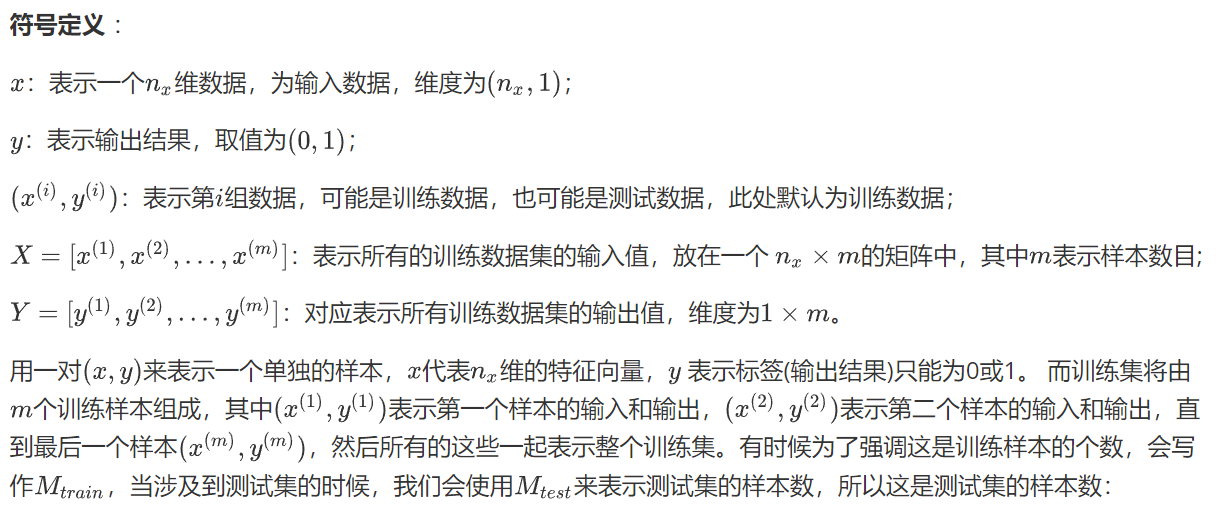 符号定义 ：
$x$：表示一个$n_x$维数据，为输入数据，维度为$(n_x, 1)$；
$y$：表示输出结果，取值为$(0, 1)$；
$(x^{(i)}, y^{(i)})$：表示第$i$组数据，可能是训练数据，也可能是测试数据，此处默认为训练数据；
$X = [x^{(1)}, x^{(2)}, \ldots, x^{(m)}]$：表示所有的训练数据集的输入值，放在一个 $n_x \times m$的矩阵中，其中$m$表示样本数目;
$Y = [y^{(1)}, y^{(2)}, \ldots, y^{(m)}]$：对应表示所有训练数据集的输出值，维度为$1 \times m$。
用一对$(x, y)$来表示一个单独的样本，$x$代表$n_x$维的特征向量，$y$ 表示标签(输出结果)只能为0或1。 而训练集将由
$m$个训练样本组成，其中$(x^{(1)}, y^{(1)})$表示第一个样本的输入和输出，$(x^{(2)}, y^{(2)})$表示第二个样本的输入和输出，直
到最后一个样本$(x^{(m)}, y^{(m)})$，然后所有的这些一起表示整个训练集。有时候为了强调这是训练样本的个数，会写
作$M_{train}$，当涉及到测试集的时候，我们会使用$M_{test}$来表示测试集的样本数，所以这是测试集的样本数：